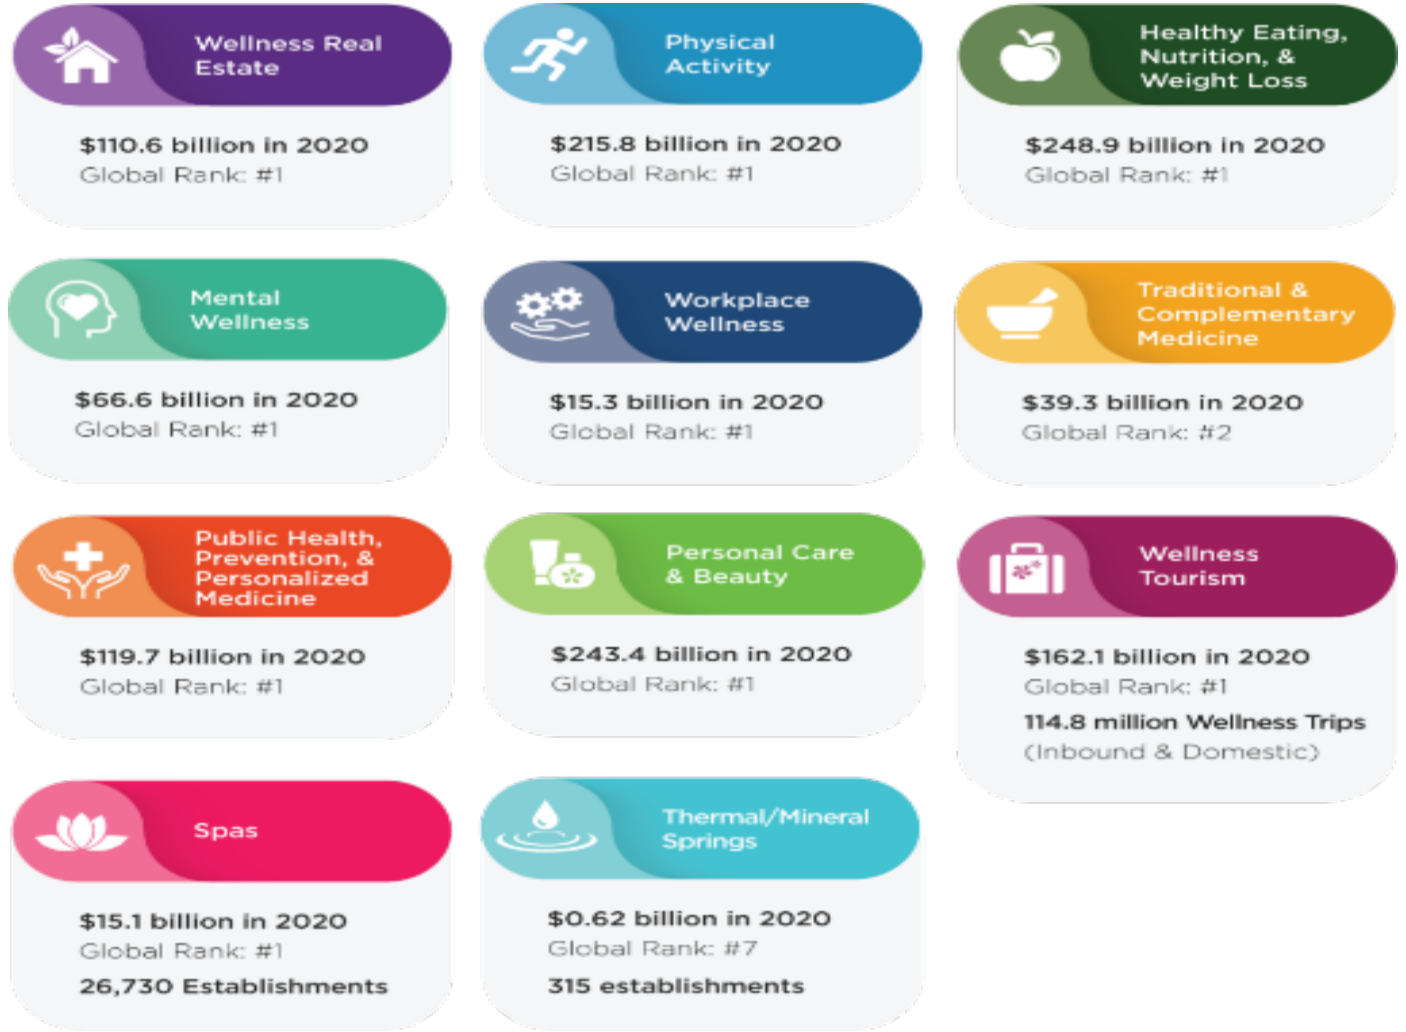 Wellness Real
Estate
$110.6 billion in 2020
Global Rank: #1
Physical
Activity
$215.8 billion in 2020
Global Rank: #1
Healthy Eating,
Nutrition, &
Weight Loss
$248.9 billion in 2020
Global Rank: #1
Mental
Wellness
$66.6 billion in 2020
Global Rank: #1
Workplace
Wellness
$15.3 billion in 2020
Global Rank: #1
Traditional &
Complementary
Medicine
$39.3 billion in 2020
Global Rank: #2
Public Health,
Prevention, &
Personalized
Medicine
$119.7 billion in 2020
Global Rank: #1
Personal Care
& Beauty
$243.4 billion in 2020
Global Rank: #1
Wellness
Tourism
$162.1 billion in 2020
Global Rank: #1
114.8 million Wellness Trips
(Inbound & Domestic)
Spas
$15.1 billion in 2020
Global Rank: #1
26,730 Establishments
Thermal/Mineral
Springs
$0.62 billion in 2020
Global Rank: #7
315 establishments